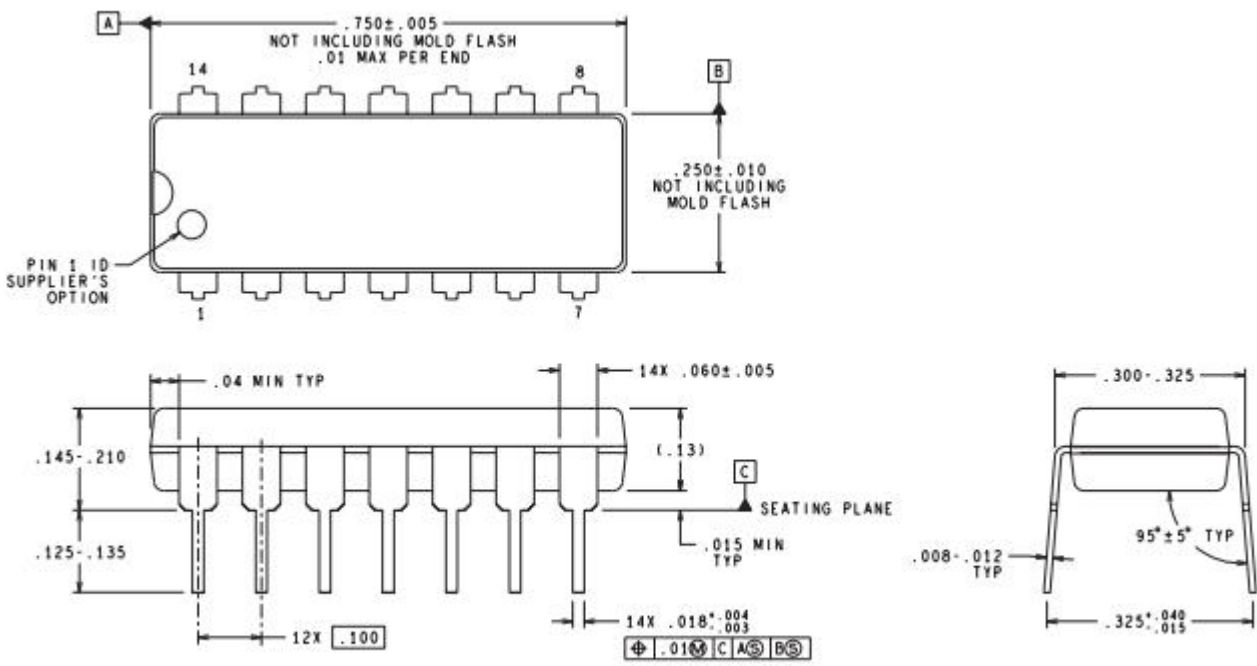 A
.750±.005
NOT INCLUDING MOLD FLASH
.01 MAX PER END
14
8
B
.250±.010
NOT INCLUDING
MOLD FLASH
PIN 1 ID
SUPPLIER'S
OPTION
1
7
.04 MIN TYP
14X .060±.005
.300-.325
.145-.210
(.13)
C
SEATING PLANE
.125-.135
.015 MIN
TYP
95°±5° TYP
.008-.012
TYP
12X .100
14X .018+.004
-.003
⌖ .01Ⓜ C AⓈ BⓈ
.325+.040
-.015